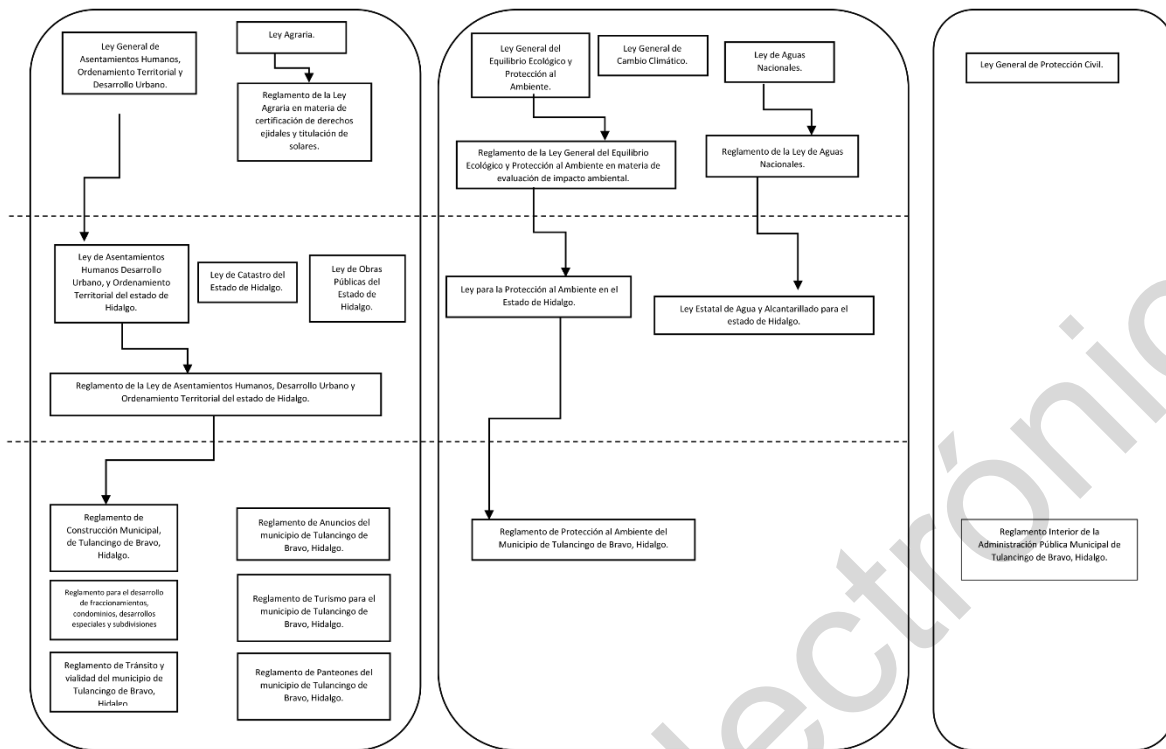 Ley General de
Asentamientos Humanos,
Ordenamiento Territorial y
Desarrollo Urbano.
Ley Agraria.
Reglamento de la Ley
Agraria en materia de
certificación de derechos
ejidales y titulación de
solares.
Ley General del
Equilibrio Ecológico y
Protección al
Ambiente.
Ley General de
Cambio Climático.
Ley de Aguas
Nacionales.
Reglamento de la Ley General del Equilibrio
Ecológico y Protección al Ambiente en materia de
evaluación de impacto ambiental.
Reglamento de la Ley de Aguas
Nacionales.
Ley General de Protección Civil.
Ley de Asentamientos
Humanos Desarrollo
Urbano, y Ordenamiento
Territorial del estado de
Hidalgo.
Ley de Catastro del
Estado de Hidalgo.
Ley de Obras
Públicas del
Estado de
Hidalgo.
Ley para la Protección al Ambiente en el
Estado de Hidalgo.
Ley Estatal de Agua y Alcantarillado para el
estado de Hidalgo.
Reglamento de la Ley de Asentamientos Humanos, Desarrollo Urbano y
Ordenamiento Territorial del estado de Hidalgo.
Reglamento de
Construcción Municipal,
de Tulancingo de Bravo,
Hidalgo.
Reglamento de Anuncios del
municipio de Tulancingo de
Bravo, Hidalgo.
Reglamento para el desarrollo
de fraccionamientos,
condominios, desarrollos
especiales y subdivisiones
Reglamento de Turismo para el
municipio de Tulancingo de
Bravo, Hidalgo.
Reglamento de Tránsito y
vialidad del municipio de
Tulancingo de Bravo,
Hidalgo
Reglamento de Panteones del
municipio de Tulancingo de
Bravo, Hidalgo.
Reglamento de Protección al Ambiente del
Municipio de Tulancingo de Bravo, Hidalgo.
Reglamento Interior de la
Administración Pública Municipal de
Tulancingo de Bravo, Hidalgo.
lectrónic